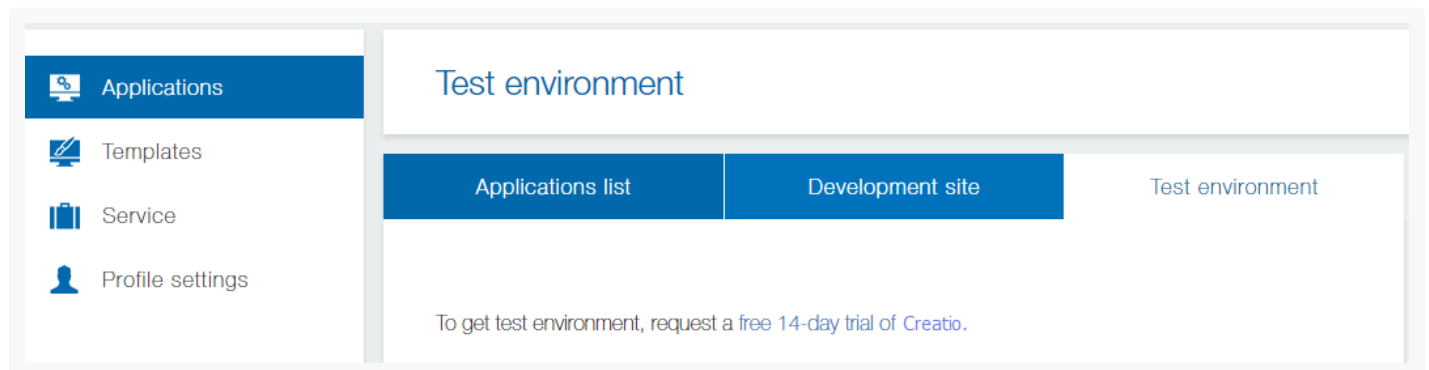 Applications
Templates
Service
Profile settings
Test environment
Applications list
Development site
Test environment
To get test environment, request a free 14-day trial of Creatio.